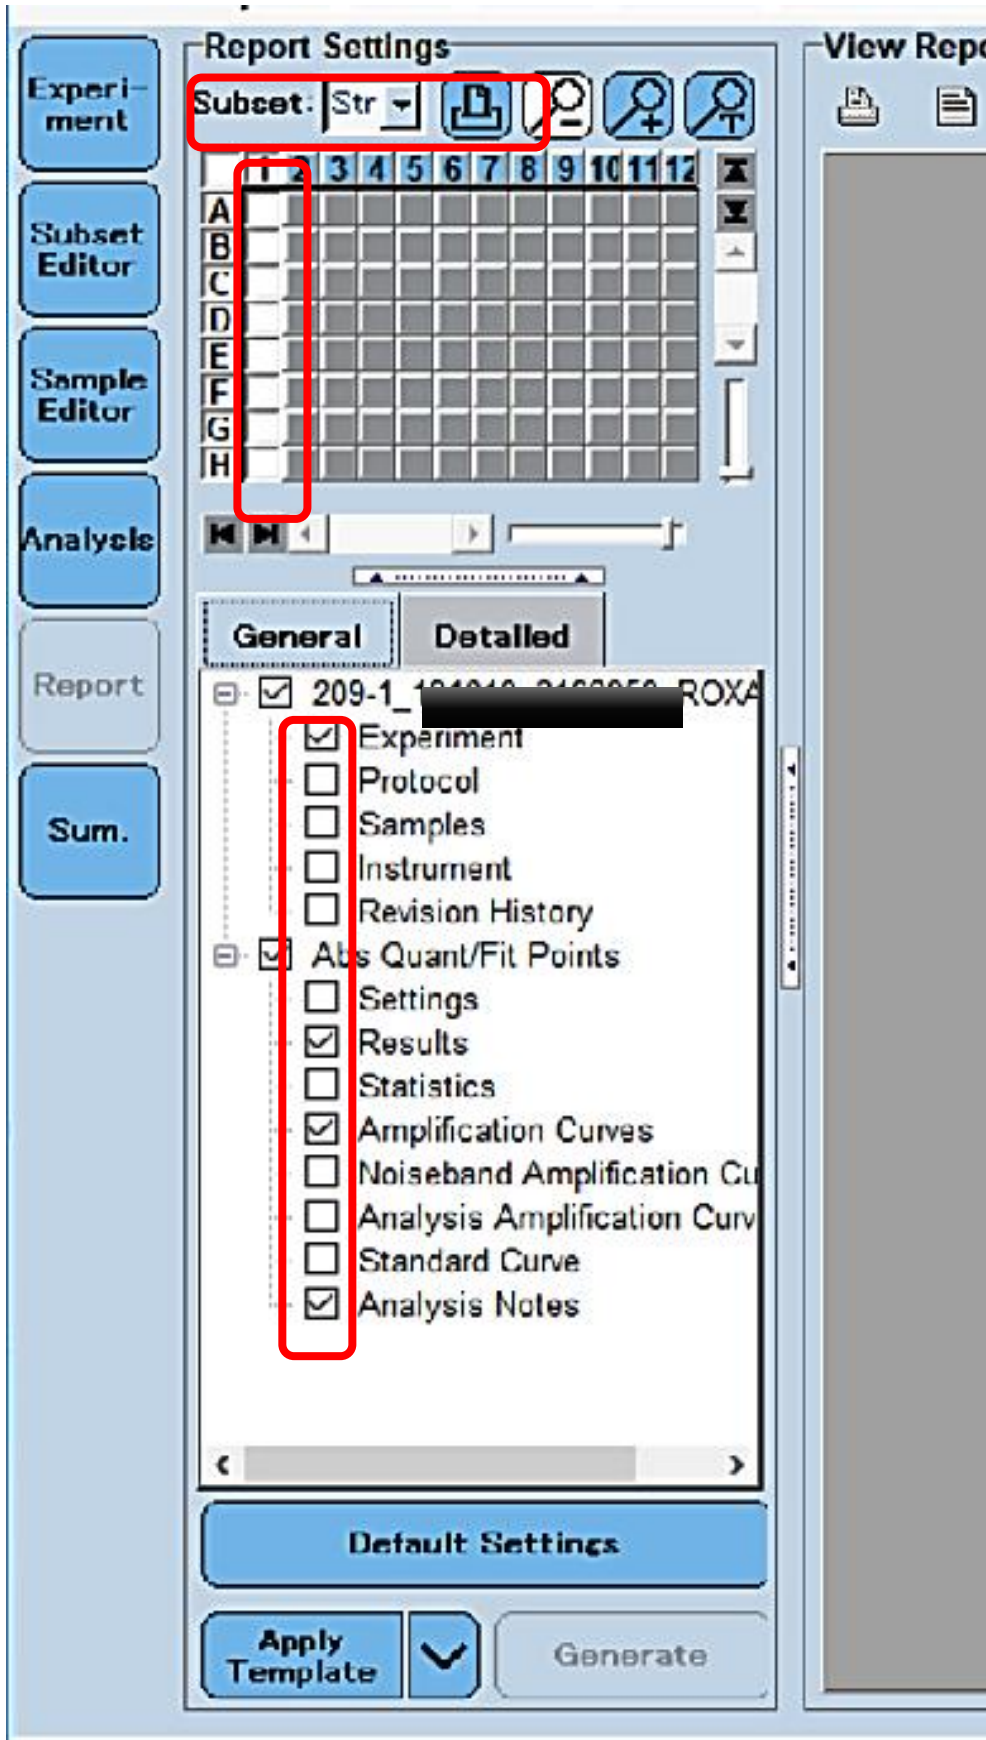 Experi-
ment
Subset
Editor
Sample
Editor
Analysis
Report
Sum.
Report Settings
Subset: Str
1 2 3 4 5 6 7 8 9 10 11 12
A
B
C
D
E
F
G
H
General Detailed
209-1_ ROXA
Experiment
Protocol
Samples
Instrument
Revision History
Abs Quant/Fit Points
Settings
Results
Statistics
Amplification Curves
Noiseband Amplification Cu
Analysis Amplification Curv
Standard Curve
Analysis Notes
Default Settings
Apply
Template
Generate
View Repo